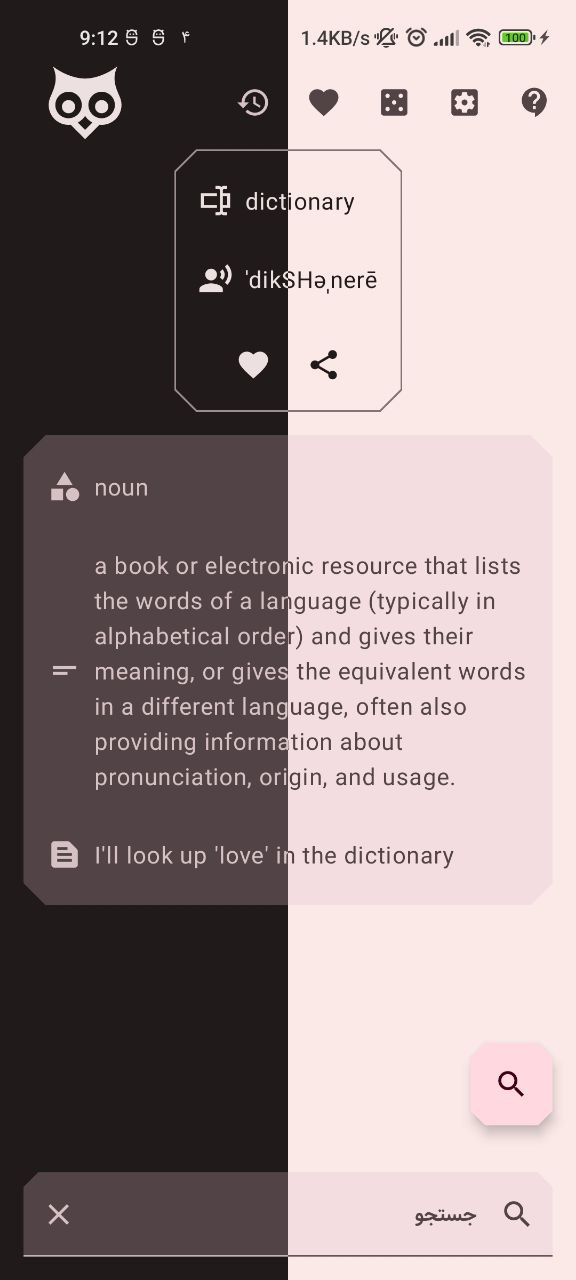 9:12 ۴ 1.4KB/s 100
dictionary
ˈdikSHəˌnerē
noun
a book or electronic resource that lists
the words of a language (typically in
alphabetical order) and gives their
meaning, or gives the equivalent words
in a different language, often also
providing information about
pronunciation, origin, and usage.
I'll look up 'love' in the dictionary
جستجو